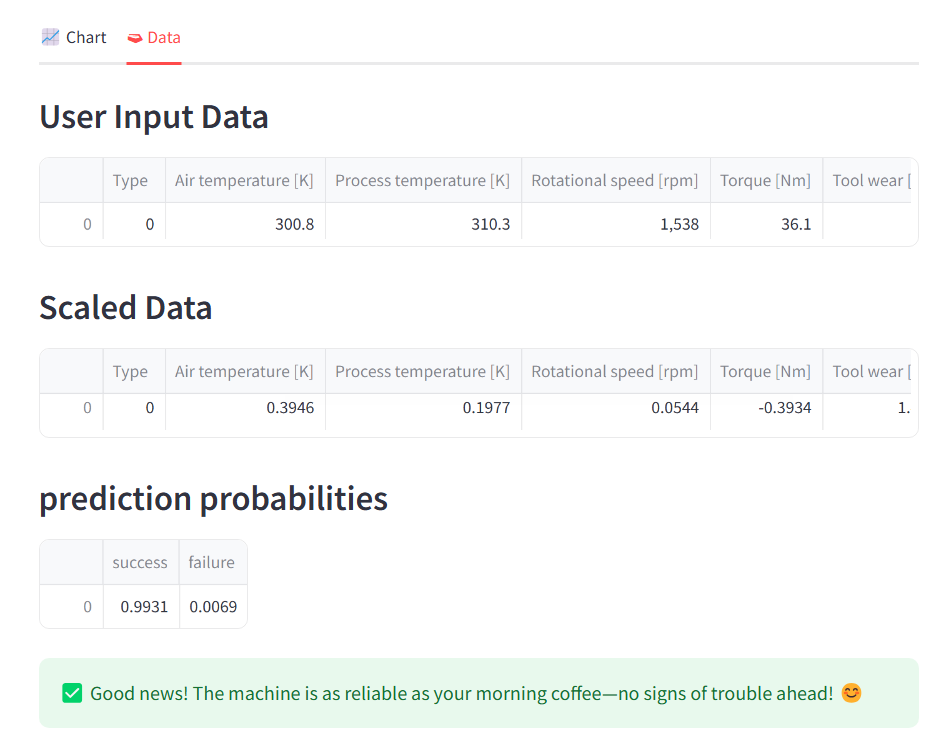 📈 Chart Data
User Input Data
Type Air temperature [K] Process temperature [K] Rotational speed [rpm] Torque [Nm] Tool wear [
0 0 300.8 310.3 1,538 36.1
Scaled Data
Type Air temperature [K] Process temperature [K] Rotational speed [rpm] Torque [Nm] Tool wear [
0 0 0.3946 0.1977 0.0544 -0.3934 1.
prediction probabilities
success failure
0 0.9931 0.0069
✅ Good news! The machine is as reliable as your morning coffee—no signs of trouble ahead! 😊